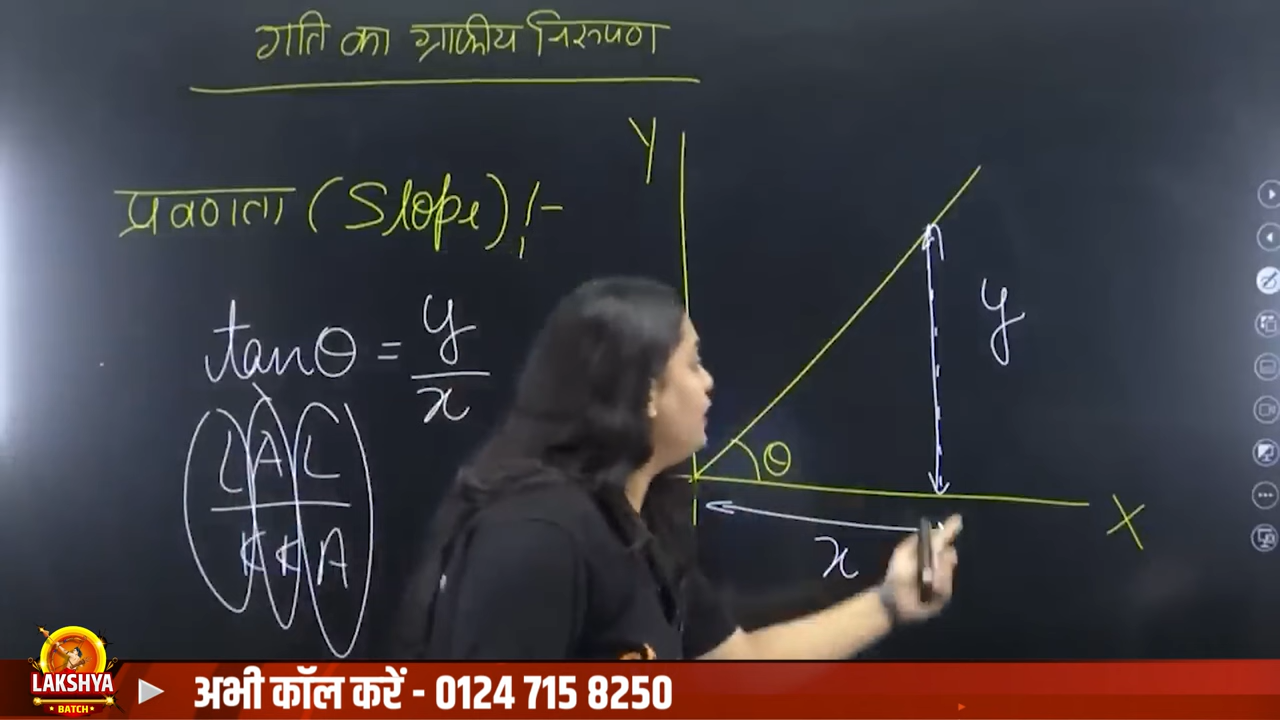 गति का ग्राफीय निरूपण
Y
प्रवणता (Slope) :-
y
tanθ = y/x
L A L
K K A
θ
X
x
LAKSHYA
BATCH
अभी कॉल करें - 0124 715 8250